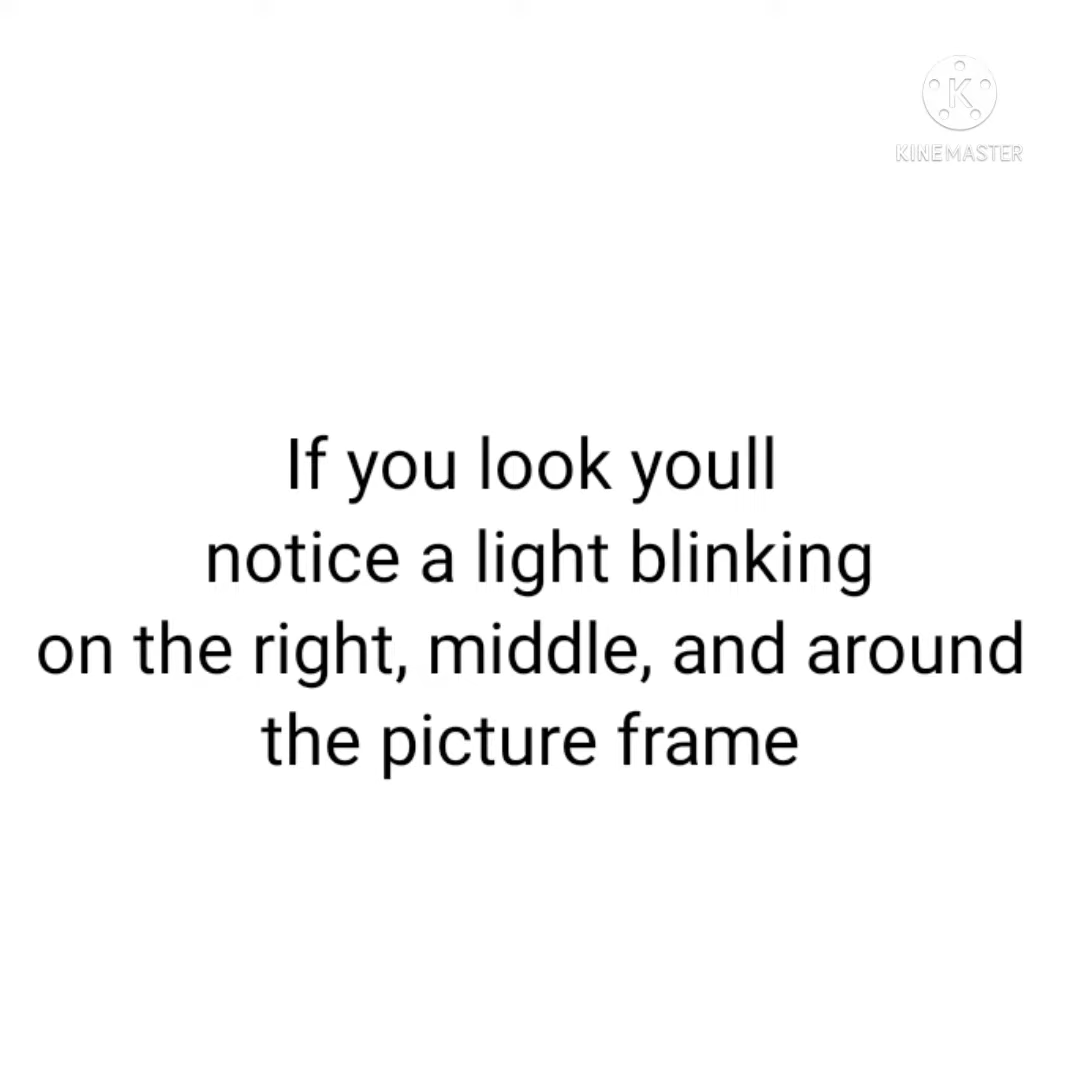 K
KINEMASTER
If you look youll
notice a light blinking
on the right, middle, and around
the picture frame